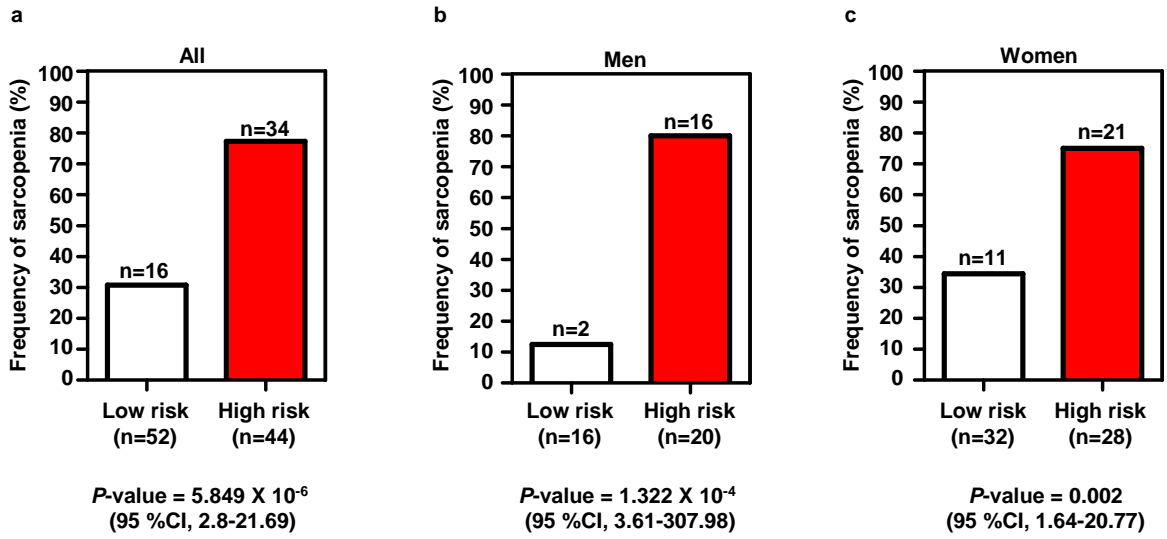 a
All
Frequency of sarcopenia (%)
100
90
80
70
60
50
40
30
20
10
0
n=16
n=34
Low risk
(n=52)
High risk
(n=44)
P-value = 5.849 X 10⁻⁶
(95 %CI, 2.8-21.69)
b
Men
Frequency of sarcopenia (%)
100
90
80
70
60
50
40
30
20
10
0
n=2
n=16
Low risk
(n=16)
High risk
(n=20)
P-value = 1.322 X 10⁻⁴
(95 %CI, 3.61-307.98)
c
Women
Frequency of sarcopenia (%)
100
90
80
70
60
50
40
30
20
10
0
n=11
n=21
Low risk
(n=32)
High risk
(n=28)
P-value = 0.002
(95 %CI, 1.64-20.77)